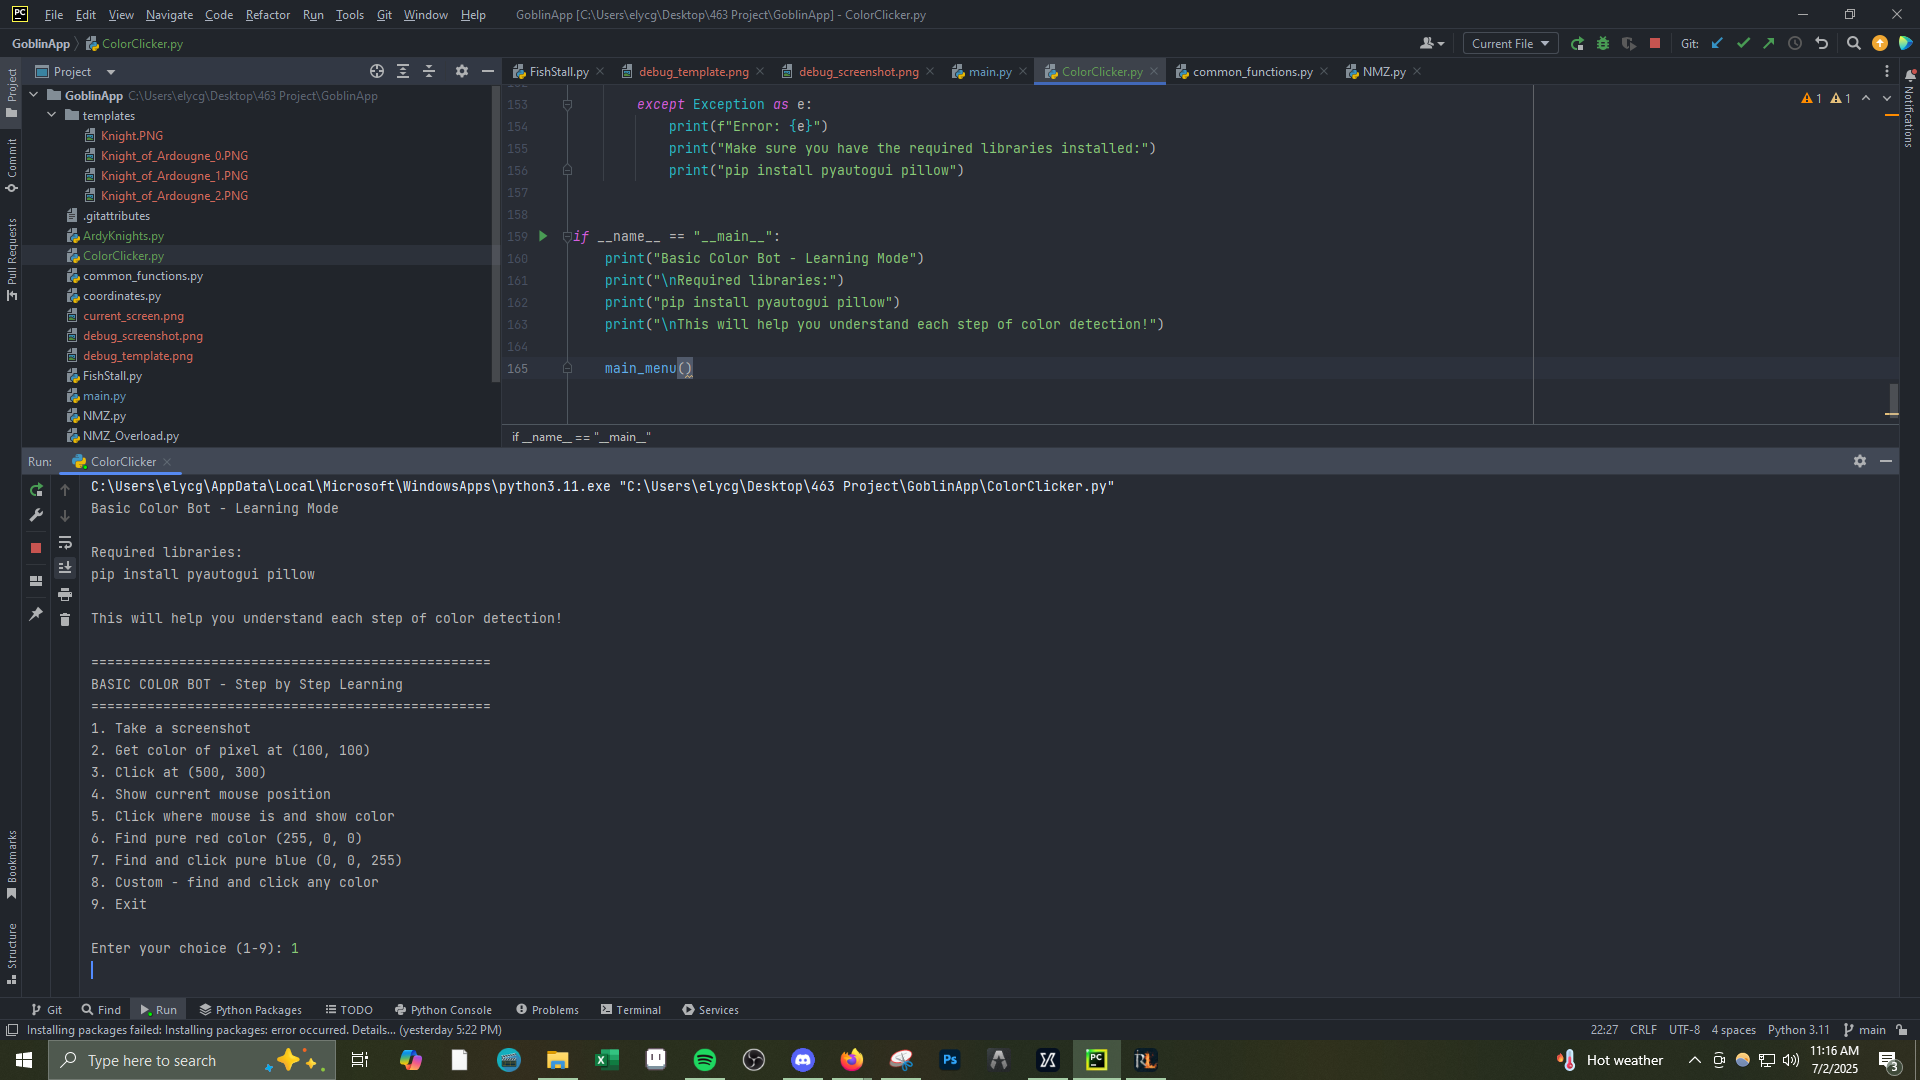 PC File Edit View Navigate Code Refactor Run Tools Git Window Help GoblinApp [C:\Users\elycg\Desktop\463 Project\GoblinApp] - ColorClicker.py
GoblinApp ColorClicker.py Current File Git:
Project
FishStall.py debug_template.png debug_screenshot.png main.py ColorClicker.py common_functions.py NMZ.py
GoblinApp C:\Users\elycg\Desktop\463 Project\GoblinApp
templates
Knight.PNG
Knight_of_Ardougne_0.PNG
Knight_of_Ardougne_1.PNG
Knight_of_Ardougne_2.PNG
.gitattributes
ArdyKnights.py
ColorClicker.py
common_functions.py
coordinates.py
current_screen.png
debug_screenshot.png
debug_template.png
FishStall.py
main.py
NMZ.py
NMZ_Overload.py
Project
Commit
Pull Requests
Bookmarks
Structure
Notifications
1 1
153 except Exception as e:
154 print(f"Error: {e}")
155 print("Make sure you have the required libraries installed:")
156 print("pip install pyautogui pillow")
157
158
159 if __name__ == "__main__":
160 print("Basic Color Bot - Learning Mode")
161 print("\nRequired libraries:")
162 print("pip install pyautogui pillow")
163 print("\nThis will help you understand each step of color detection!")
164
165 main_menu()
if __name__ == "__main__"
Run: ColorClicker
C:\Users\elycg\AppData\Local\Microsoft\WindowsApps\python3.11.exe "C:\Users\elycg\Desktop\463 Project\GoblinApp\ColorClicker.py"
Basic Color Bot - Learning Mode
Required libraries:
pip install pyautogui pillow
This will help you understand each step of color detection!
==================================================
BASIC COLOR BOT - Step by Step Learning
==================================================
1. Take a screenshot
2. Get color of pixel at (100, 100)
3. Click at (500, 300)
4. Show current mouse position
5. Click where mouse is and show color
6. Find pure red color (255, 0, 0)
7. Find and click pure blue (0, 0, 255)
8. Custom - find and click any color
9. Exit
Enter your choice (1-9): 1
Git Find Run Python Packages TODO Python Console Problems Terminal Services
Installing packages failed: Installing packages: error occurred. Details... (yesterday 5:22 PM) 22:27 CRLF UTF-8 4 spaces Python 3.11 main
Type here to search Ps PC RL Hot weather 11:16 AM
7/2/2025 3